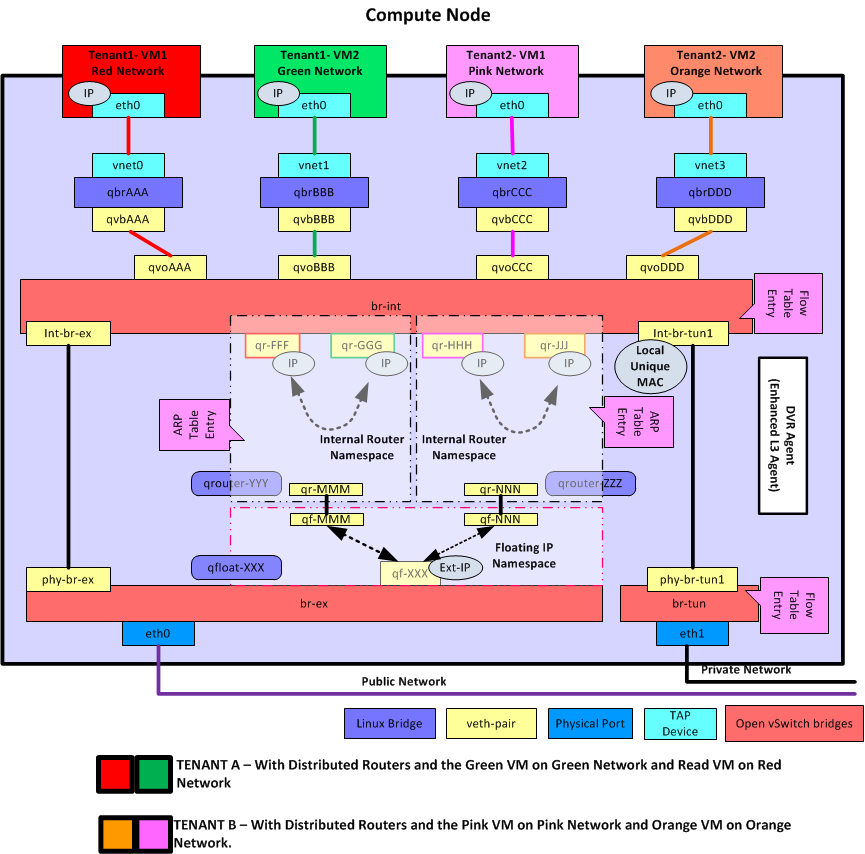 Compute Node
Tenant1- VM1
Red Network
IP
eth0
Tenant1- VM2
Green Network
IP
eth0
Tenant2- VM1
Pink Network
IP
eth0
Tenant2- VM2
Orange Network
IP
eth0
vnet0
vnet1
vnet2
vnet3
qbrAAA
qbrBBB
qbrCCC
qbrDDD
qvbAAA
qvbBBB
qvbCCC
qvbDDD
qvoAAA
qvoBBB
qvoCCC
qvoDDD
br-int
Flow
Table
Entry
Int-br-ex
Int-br-tun1
qr-FFF
qr-GGG
qr-HHH
qr-JJJ
IP
IP
IP
IP
Local
Unique
MAC
ARP
Table
Entry
ARP
Table
Entry
DVR Agent
(Enhanced L3 Agent)
Internal Router
Namespace
Internal Router
Namespace
qrouter-YYY
qr-MMM
qr-NNN
qrouter-ZZZ
qf-MMM
qf-NNN
Floating IP
Namespace
qfloat-XXX
qf-XXX
Ext-IP
phy-br-ex
phy-br-tun1
br-ex
br-tun
Flow
Table
Entry
eth0
eth1
Private Network
Public Network
Linux Bridge
veth-pair
Physical Port
TAP
Device
Open vSwitch bridges
TENANT A – With Distributed Routers and the Green VM on Green Network and Read VM on Red
Network
TENANT B – With Distributed Routers and the Pink VM on Pink Network and Orange VM on Orange
Network.